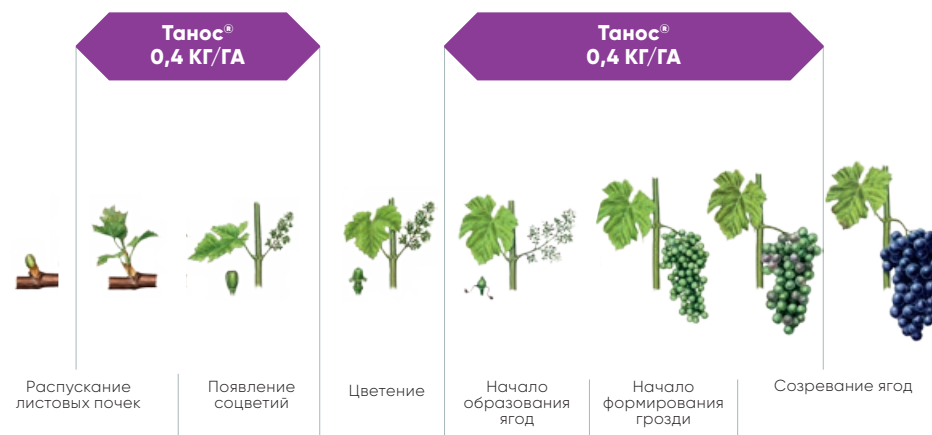 Танос®
0,4 КГ/ГА
Танос®
0,4 КГ/ГА
Распускание
листовых почек
Появление
соцветий
Цветение
Начало
образования
ягод
Начало
формирования
грозди
Созревание ягод